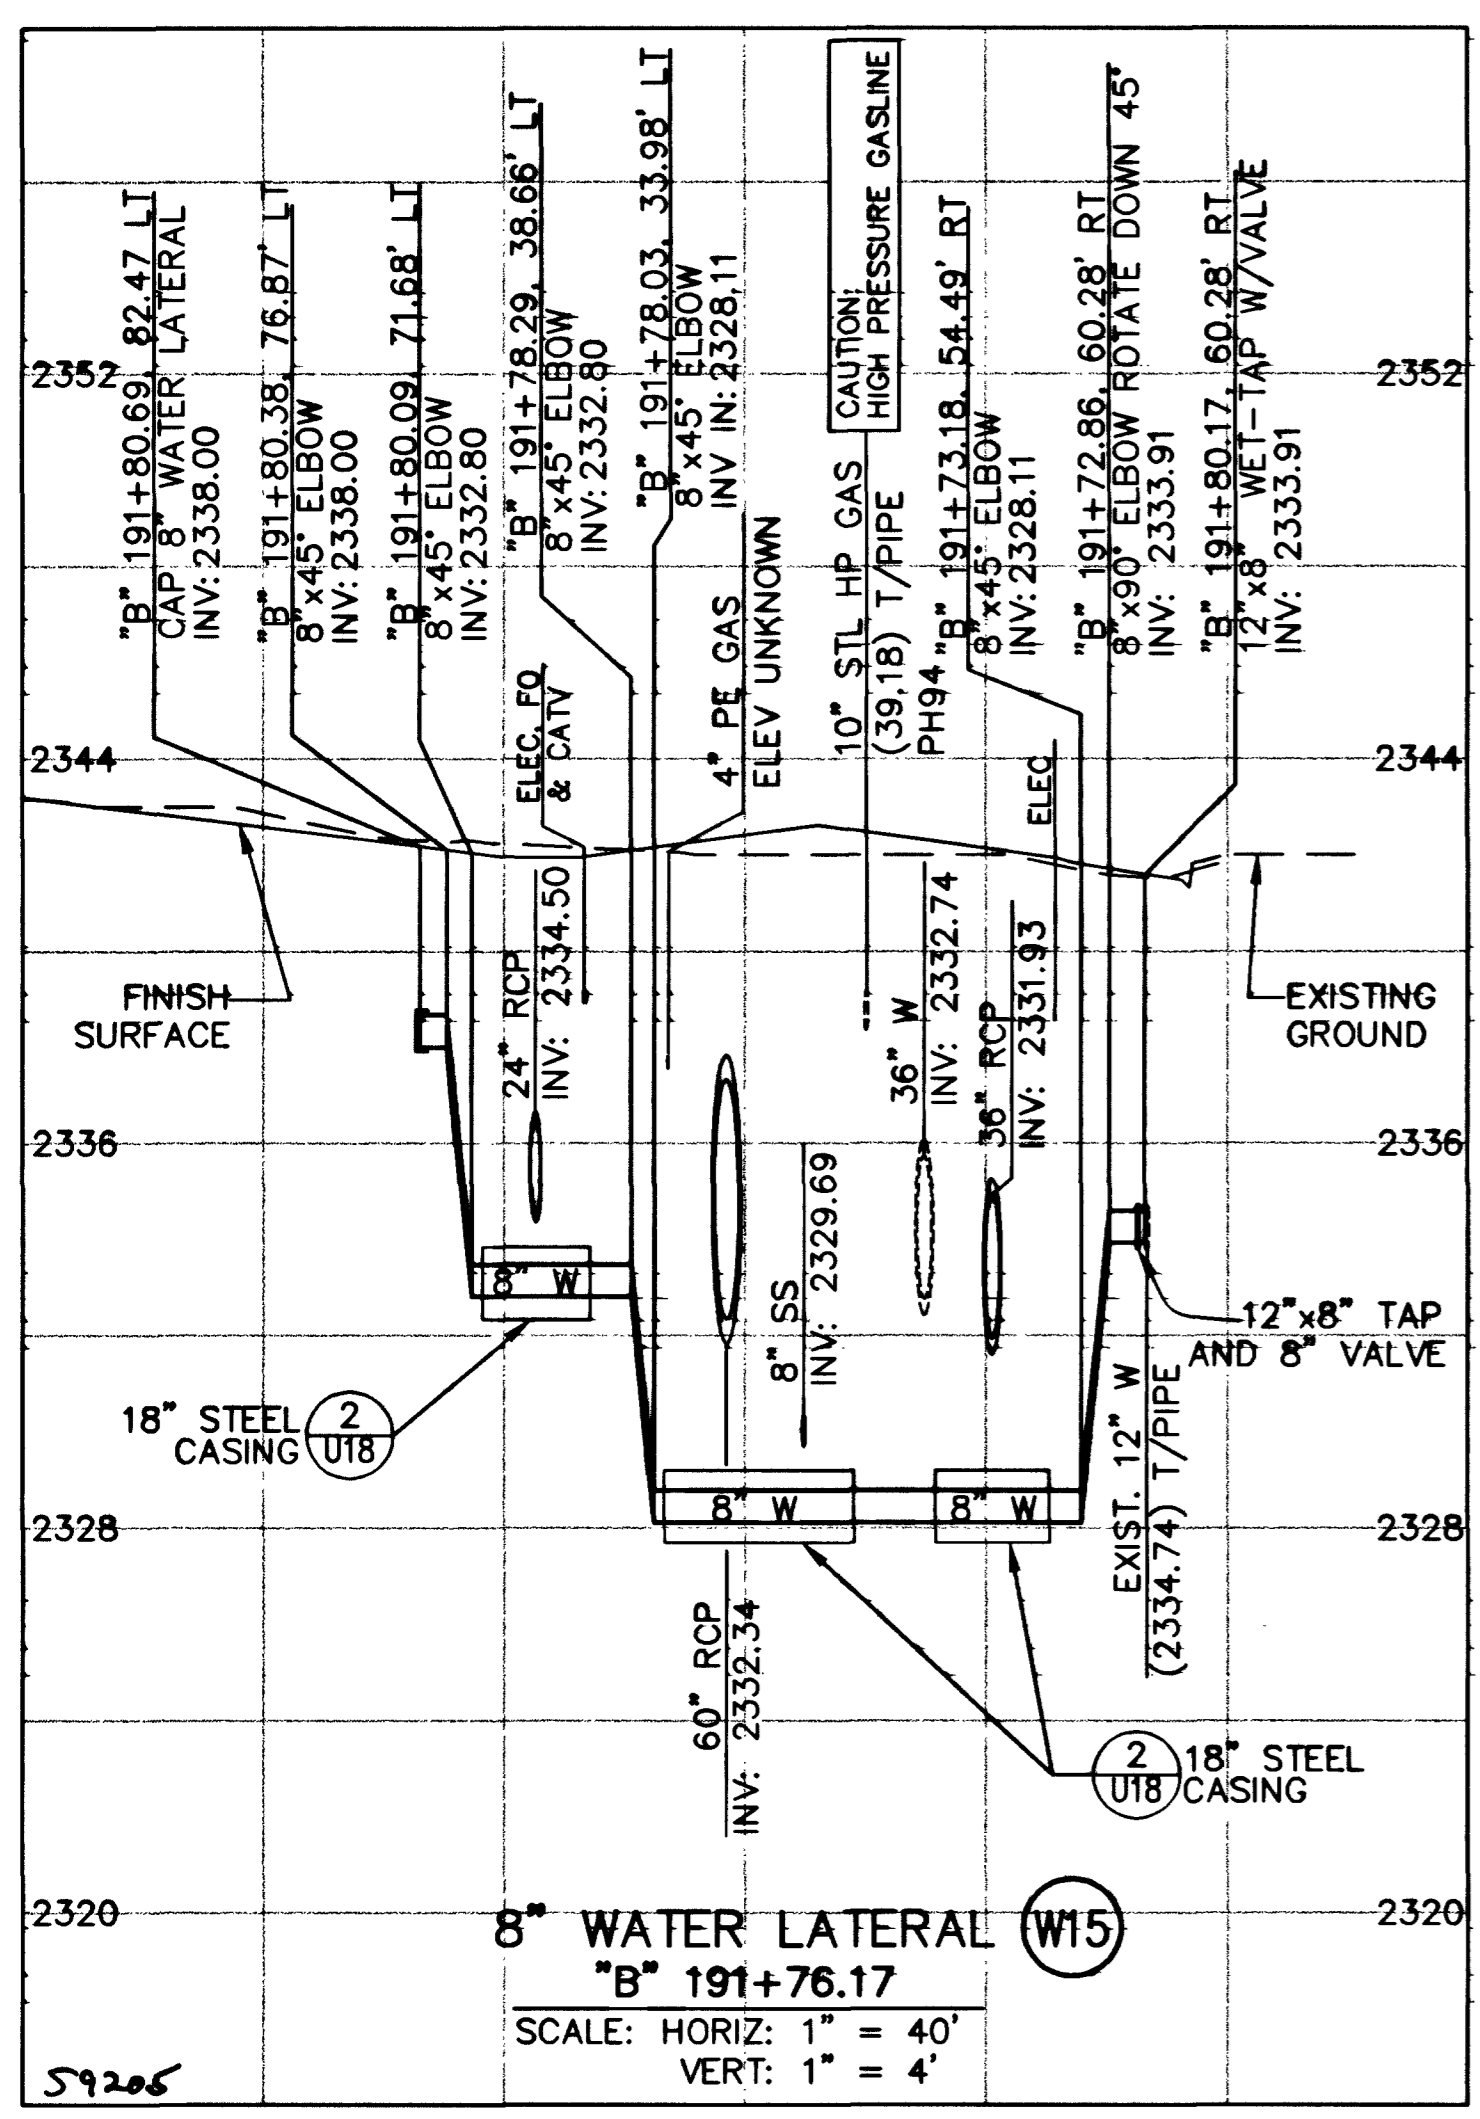 "B" 191+80.69, 82.47 LT
CAP 8" WATER LATERAL
INV: 2338.00
"B" 191+80.38, 76.87' LT
8"x45° ELBOW
INV: 2338.00
"B" 191+80.09, 71.68' LT
8"x45° ELBOW
INV: 2332.80
"B" 191+78.29, 38.66' LT
8"x45° ELBOW
INV: 2332.80
"B" 191+78.03, 33.98' LT
8"x45° ELBOW
INV IN: 2328.11
CAUTION:
HIGH PRESSURE GASLINE
"B" 191+73.18, 54.49' RT
8"x45° ELBOW
INV: 2328.11
"B" 191+72.86, 60.28' RT
8"x90° ELBOW ROTATE DOWN 45°
INV: 2333.91
"B" 191+80.17, 60.28' RT
12"x8" WET-TAP W/VALVE
INV: 2333.91
2352
2352
ELEC, FO
& CATV
4" PE GAS
ELEV UNKNOWN
10" STL HP GAS
(39.18) T/PIPE
PH94
ELEC
2344
2344
FINISH
SURFACE
24" RCP
INV: 2334.50
36" W
INV: 2332.74
36" RCP
INV: 2331.93
EXISTING
GROUND
2336
2336
8" SS
INV: 2329.69
8" W
12"x8" TAP
AND 8" VALVE
18" STEEL
CASING
2
U18
EXIST. 12" W
(2334.74) T/PIPE
8" W
8" W
2328
2328
60" RCP
INV: 2332.34
2
U18
18" STEEL
CASING
2320
2320
8" WATER LATERAL W15
"B" 191+76.17
SCALE: HORIZ: 1" = 40'
VERT: 1" = 4'
59205